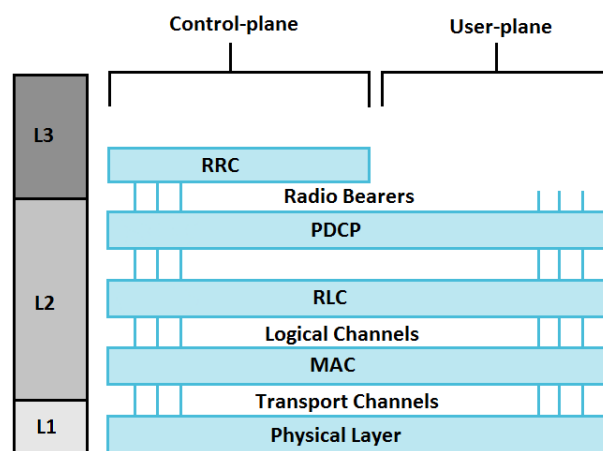 Control-plane
User-plane
L3
RRC
Radio Bearers
PDCP
L2
RLC
Logical Channels
MAC
Transport Channels
L1
Physical Layer